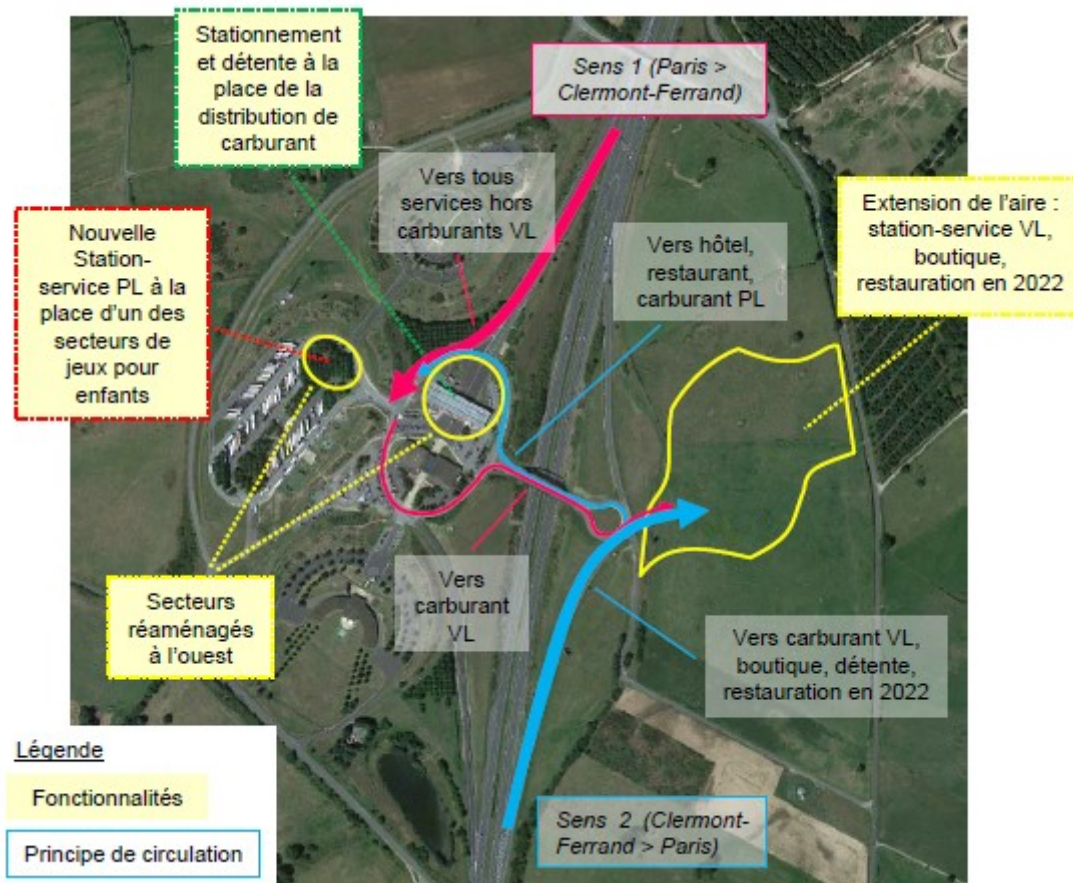 Stationnement
et détente à la
place de la
distribution de
carburant
Sens 1 (Paris >
Clermont-Ferrand)
Vers tous
services hors
carburants VL
Vers hôtel,
restaurant,
carburant PL
Extension de l'aire :
station-service VL,
boutique,
restauration en 2022
Nouvelle
Station-
service PL à la
place d'un des
secteurs de
jeux pour
enfants
Secteurs
réaménagés
à l'ouest
Vers
carburant
VL
Vers carburant VL,
boutique, détente,
restauration en 2022
Sens 2 (Clermont-
Ferrand > Paris)
Légende
Fonctionnalités
Principe de circulation